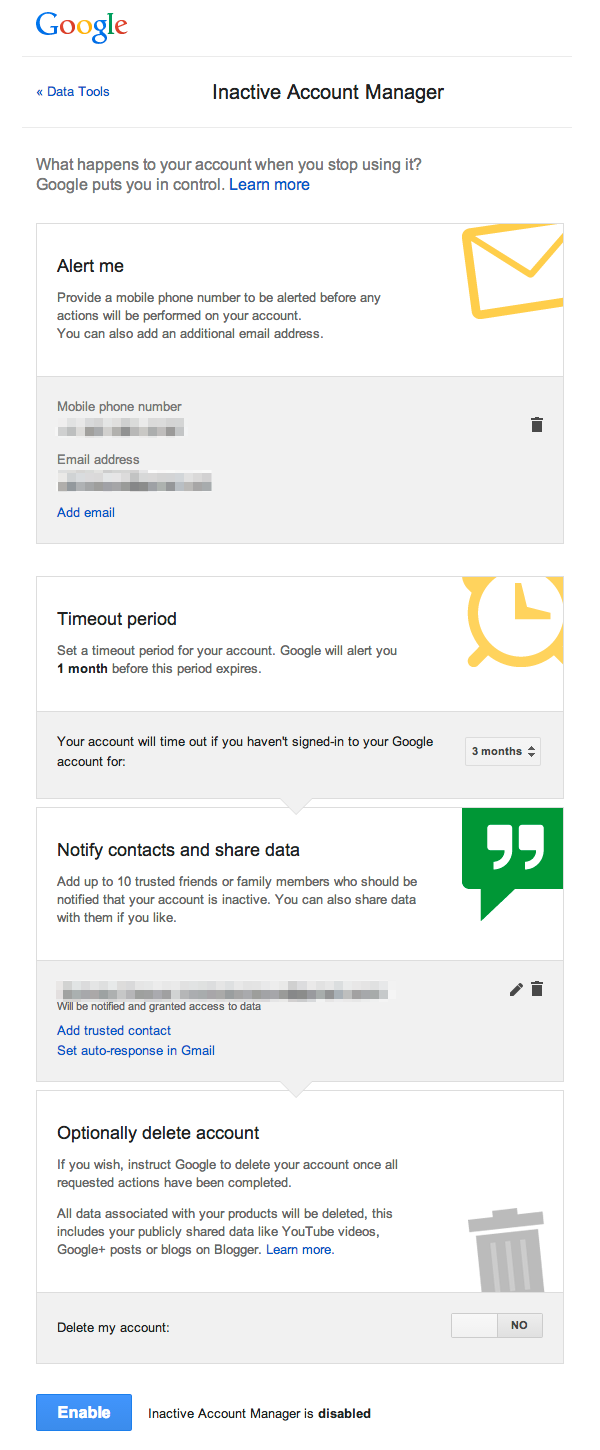 Google
« Data Tools
Inactive Account Manager
What happens to your account when you stop using it?
Google puts you in control. Learn more
Alert me
Provide a mobile phone number to be alerted before any
actions will be performed on your account.
You can also add an additional email address.
Mobile phone number
Email address
Add email
Timeout period
Set a timeout period for your account. Google will alert you
1 month before this period expires.
Your account will time out if you haven't signed-in to your Google
account for:
3 months
Notify contacts and share data
Add up to 10 trusted friends or family members who should be
notified that your account is inactive. You can also share data
with them if you like.
Will be notified and granted access to data
Add trusted contact
Set auto-response in Gmail
Optionally delete account
If you wish, instruct Google to delete your account once all
requested actions have been completed.
All data associated with your products will be deleted, this
includes your publicly shared data like YouTube videos,
Google+ posts or blogs on Blogger. Learn more.
Delete my account:
NO
Enable
Inactive Account Manager is disabled